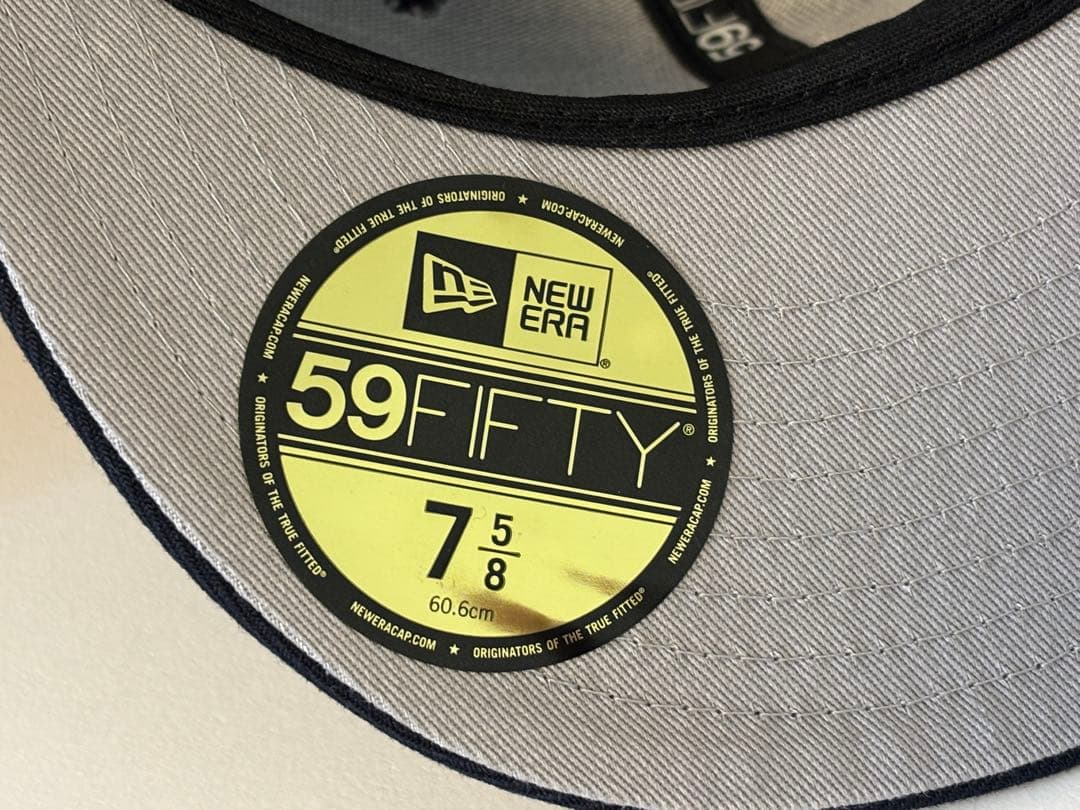 59FI
NEW
ERA
®
59FIFTY®
7 5/8
60.6cm
ORIGINATORS OF THE TRUE FITTED®
★
NEWERACAP.COM
ORIGINATORS OF THE TRUE FITTED®
★
NEWERACAP.COM
ORIGINATORS OF THE TRUE FITTED®
★
NEWERACAP.COM
ORIGINATORS OF THE TRUE FITTED®
★
NEWERACAP.COM